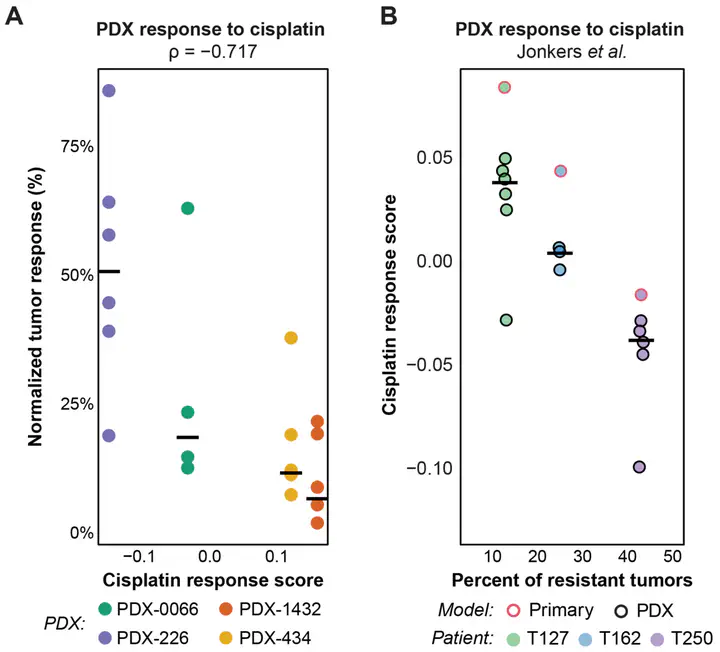 A
PDX response to cisplatin
ρ = −0.717
Normalized tumor response (%)
75%
50%
25%
0%
−0.1 0.0 0.1
Cisplatin response score
PDX:
PDX-0066 PDX-1432
PDX-226 PDX-434
B
PDX response to cisplatin
Jonkers et al.
Cisplatin response score
0.05
0.00
−0.05
−0.10
10 20 30 40 50
Percent of resistant tumors
Model: Primary PDX
Patient: T127 T162 T250